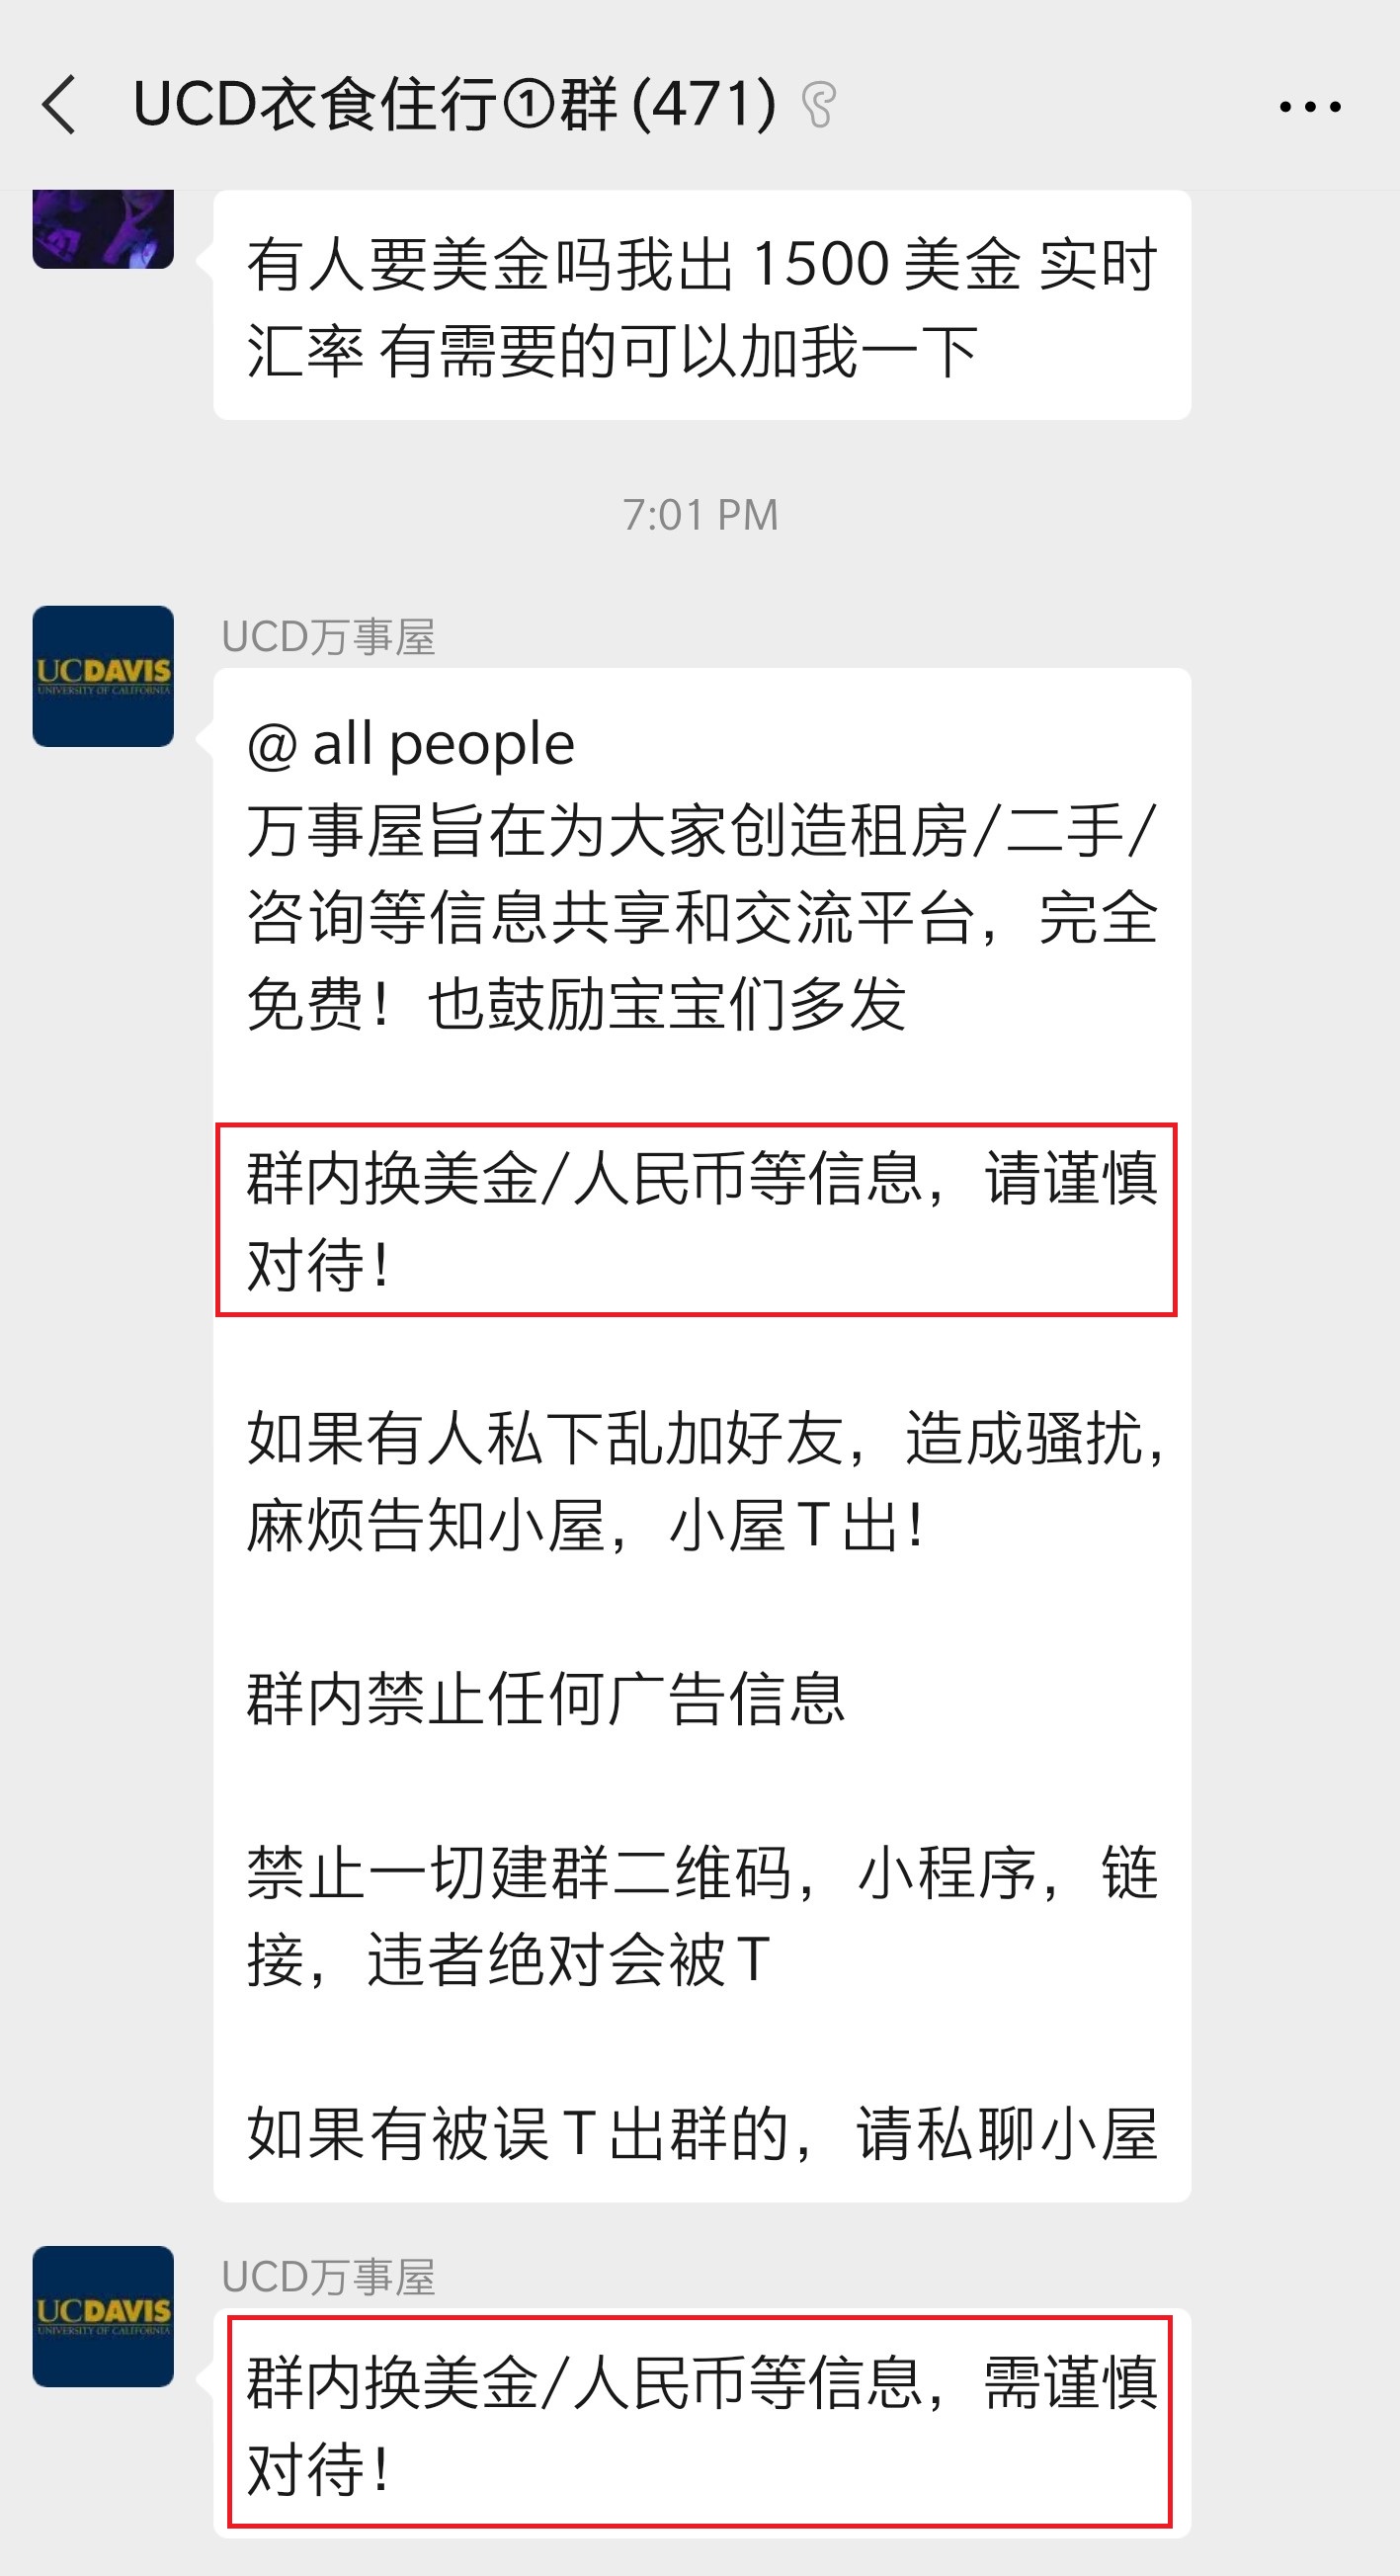 UCD衣食住行①群(471)
有人要美金吗我出 1500 美金 实时
汇率 有需要的可以加我一下
7:01 PM
UCD万事屋
UCDAVIS
UNIVERSITY OF CALIFORNIA
@ all people
万事屋旨在为大家创造租房/二手/
咨询等信息共享和交流平台，完全
免费！也鼓励宝宝们多发
群内换美金/人民币等信息，请谨慎
对待！
如果有人私下乱加好友，造成骚扰，
麻烦告知小屋，小屋 T 出！
群内禁止任何广告信息
禁止一切建群二维码，小程序，链
接，违者绝对会被 T
如果有被误 T 出群的，请私聊小屋
UCD万事屋
UCDAVIS
UNIVERSITY OF CALIFORNIA
群内换美金/人民币等信息，需谨慎
对待！